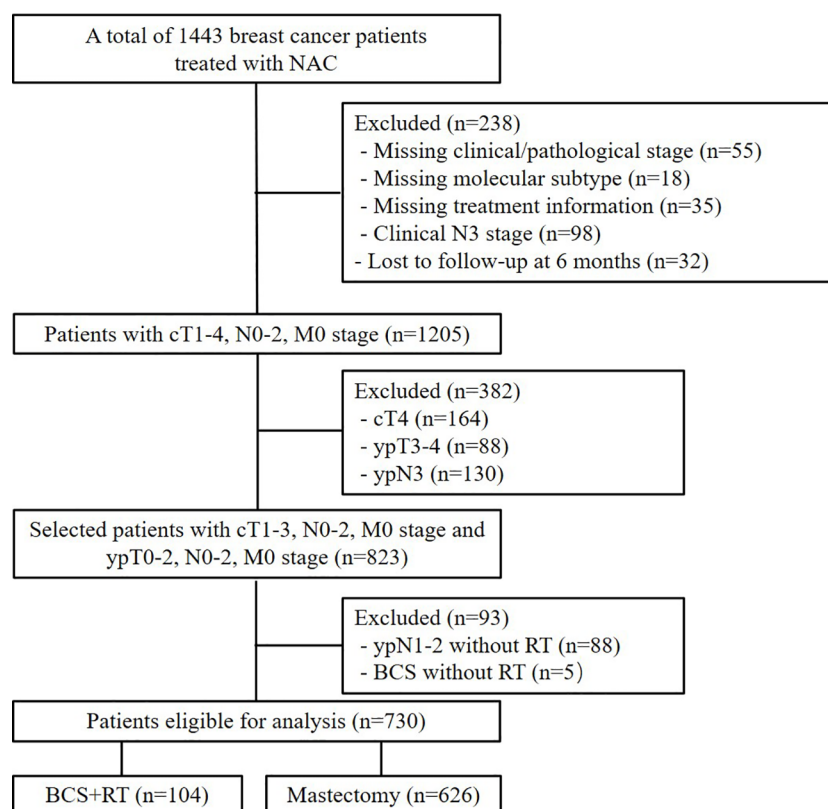 A total of 1443 breast cancer patients
treated with NAC
Excluded (n=238)
- Missing clinical/pathological stage (n=55)
- Missing molecular subtype (n=18)
- Missing treatment information (n=35)
- Clinical N3 stage (n=98)
- Lost to follow-up at 6 months (n=32)
Patients with cT1-4, N0-2, M0 stage (n=1205)
Excluded (n=382)
- cT4 (n=164)
- ypT3-4 (n=88)
- ypN3 (n=130)
Selected patients with cT1-3, N0-2, M0 stage and
ypT0-2, N0-2, M0 stage (n=823)
Excluded (n=93)
- ypN1-2 without RT (n=88)
- BCS without RT (n=5）
Patients eligible for analysis (n=730)
BCS+RT (n=104)
Mastectomy (n=626)